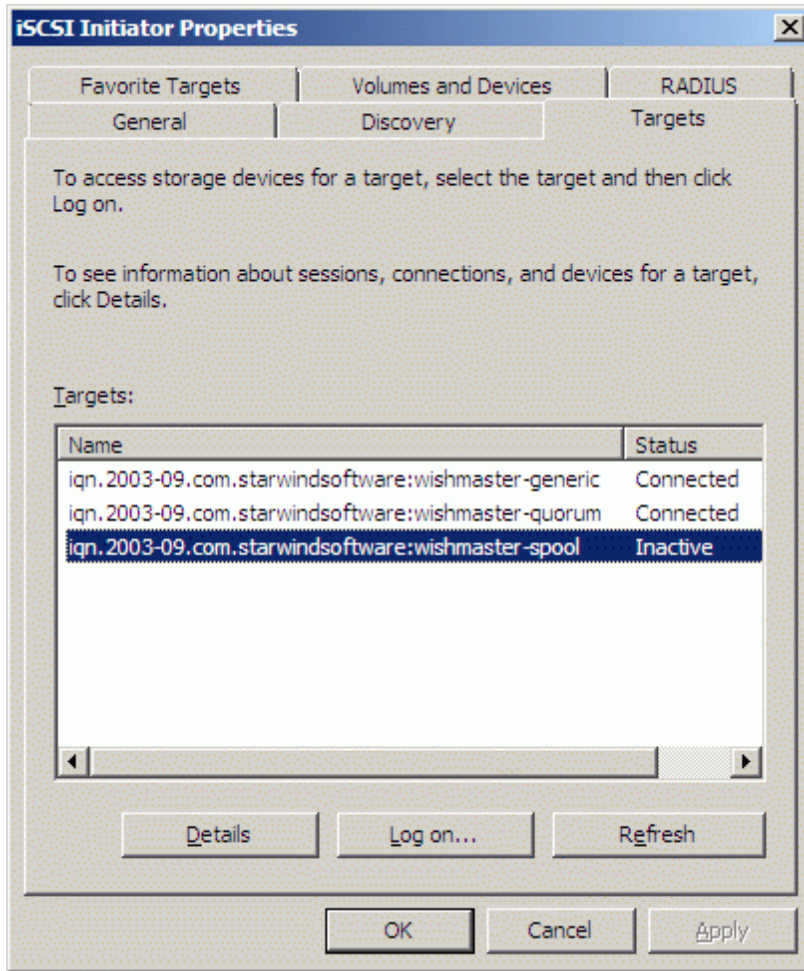 iSCSI Initiator Properties
Favorite Targets Volumes and Devices RADIUS
General Discovery Targets
To access storage devices for a target, select the target and then click
Log on.
To see information about sessions, connections, and devices for a target,
click Details.
Targets:
Name Status
iqn.2003-09.com.starwindsoftware:wishmaster-generic Connected
iqn.2003-09.com.starwindsoftware:wishmaster-quorum Connected
iqn.2003-09.com.starwindsoftware:wishmaster-spool Inactive
Details Log on... Refresh
OK Cancel Apply